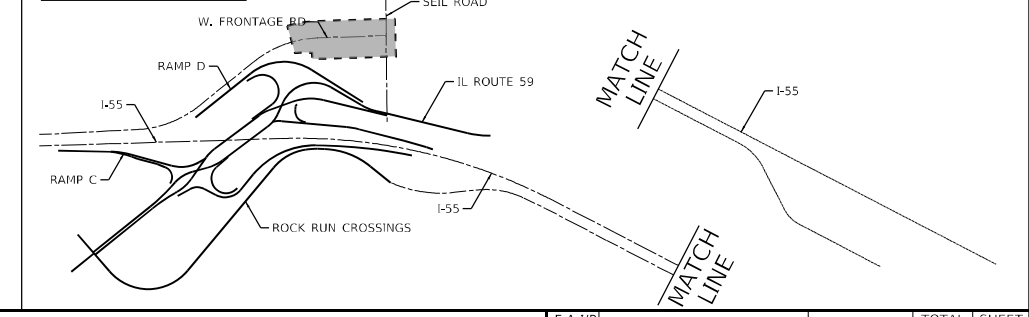 SEIL ROAD
W. FRONTAGE RD
RAMP D
I-55
IL ROUTE 59
MATCH
LINE
I-55
RAMP C
I-55
ROCK RUN CROSSINGS
MATCH
LINE
TOTAL
SHEET